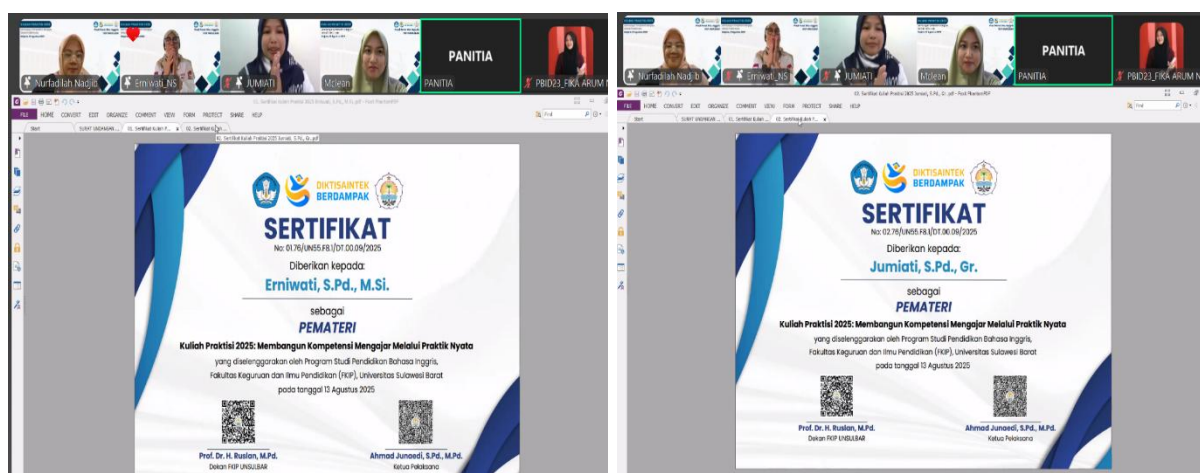 PANITIA
Nurfadilah Nadjib
Erniwati_NS
JUMIATI
Mclean
PANITIA
PBID23_FIKA ARUM N
FILE HOME CONVERT EDIT ORGANIZE COMMENT VIEW FORM PROTECT SHARE HELP
Start
DIKTISAINTEK
BERDAMPAK
SERTIFIKAT
No: 01.76/UN55.F8.1/DT.00.09/2025
Diberikan kepada:
Erniwati, S.Pd., M.Si.
sebagai
PEMATERI
Kuliah Praktisi 2025: Membangun Kompetensi Mengajar Melalui Praktik Nyata
yang diselenggarakan oleh Program Studi Pendidikan Bahasa Inggris,
Fakultas Keguruan dan Ilmu Pendidikan (FKIP), Universitas Sulawesi Barat
pada tanggal 13 Agustus 2025
Prof. Dr. H. Ruslan, M.Pd.
Dekan FKIP UNSULBAR
Ahmad Junaedi, S.Pd., M.Pd.
Ketua Pelaksana
PANITIA
Nurfadilah Nadjib
Erniwati_NS
JUMIATI
Mclean
PANITIA
PBID23_FIKA ARUM N
FILE HOME CONVERT EDIT ORGANIZE COMMENT VIEW FORM PROTECT SHARE HELP
Start
DIKTISAINTEK
BERDAMPAK
SERTIFIKAT
No: 02.76/UN55.F8.1/DT.00.09/2025
Diberikan kepada:
Jumiati, S.Pd., Gr.
sebagai
PEMATERI
Kuliah Praktisi 2025: Membangun Kompetensi Mengajar Melalui Praktik Nyata
yang diselenggarakan oleh Program Studi Pendidikan Bahasa Inggris,
Fakultas Keguruan dan Ilmu Pendidikan (FKIP), Universitas Sulawesi Barat
pada tanggal 13 Agustus 2025
Prof. Dr. H. Ruslan, M.Pd.
Dekan FKIP UNSULBAR
Ahmad Junaedi, S.Pd., M.Pd.
Ketua Pelaksana